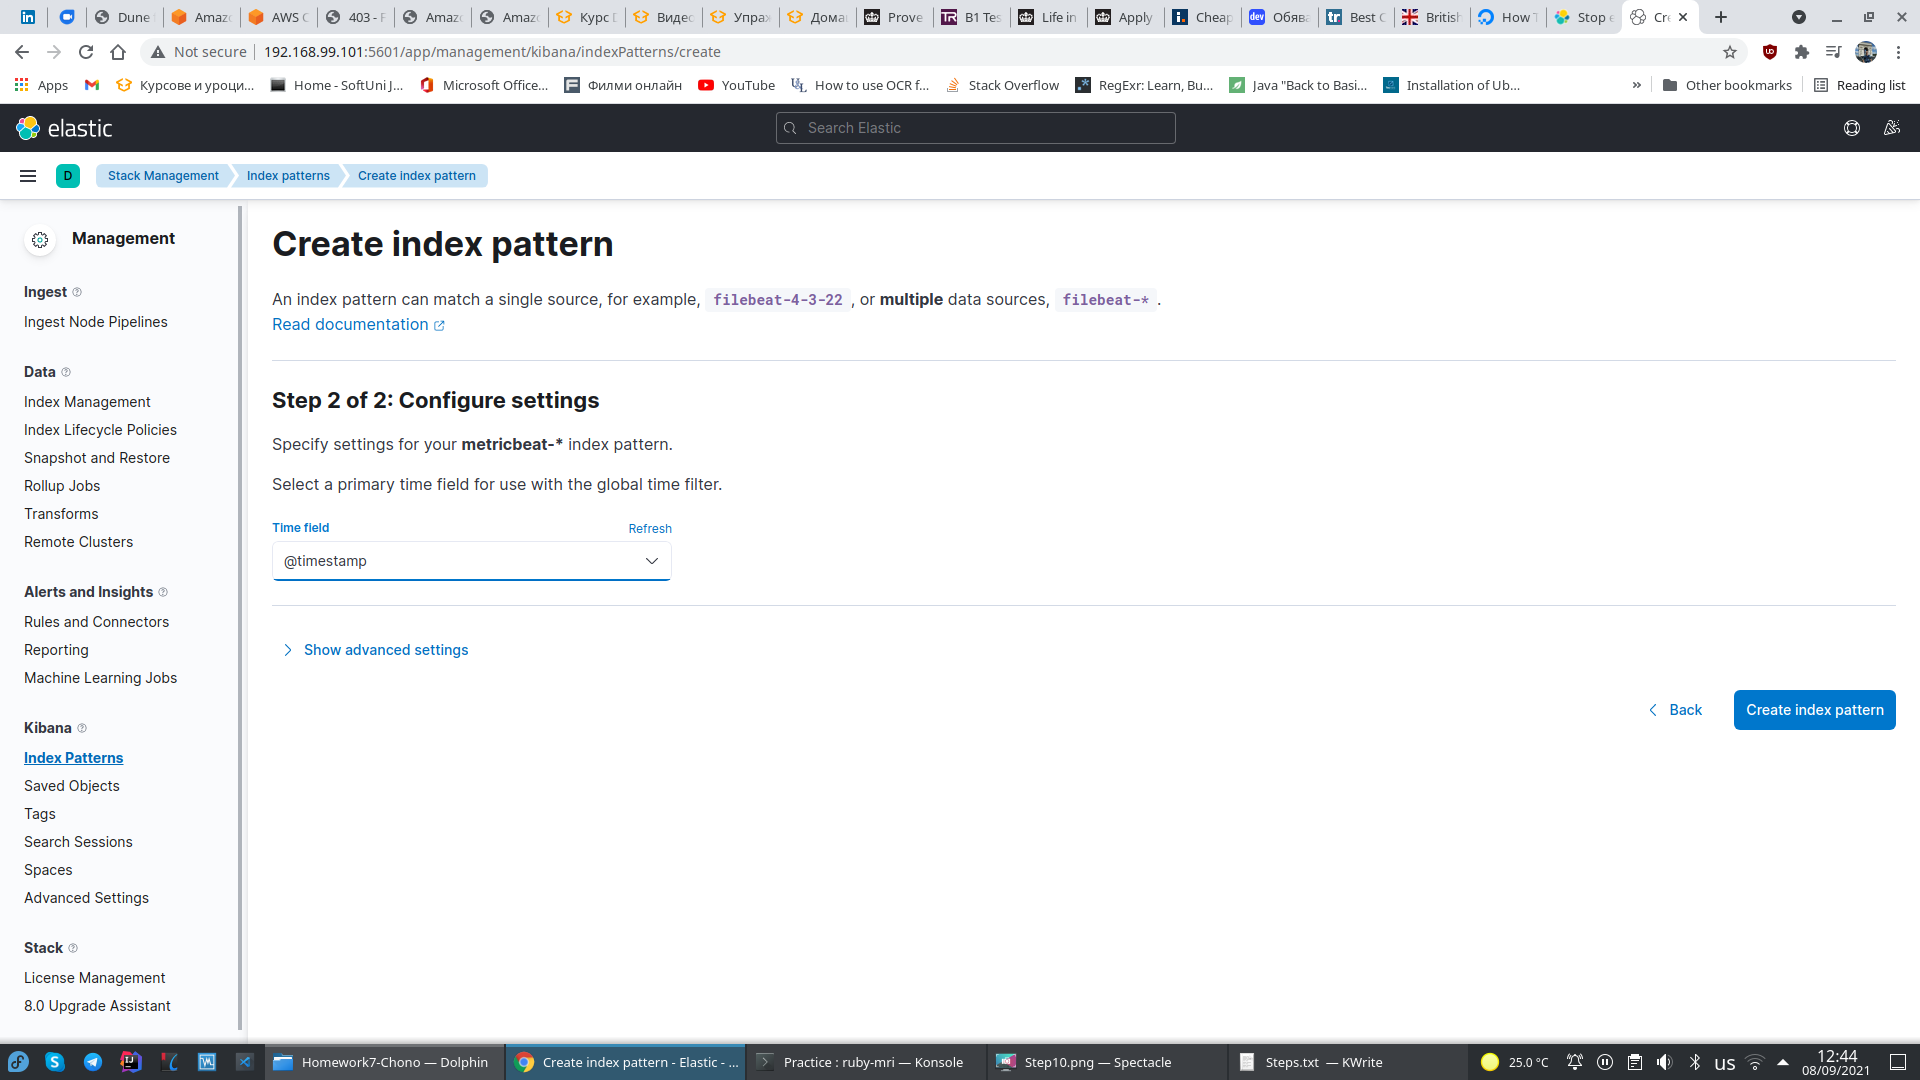 Dune
Amazo
AWS C
403 - F
Amazo
Amazo
Курс
Видео
Упраж
Дома
Prove
B1 Tes
Life in
Apply
Cheap
Обява
Best C
British
How T
Stop e
Cre
Not secure
192.168.99.101:5601/app/management/kibana/indexPatterns/create
Apps
Курсове и уроци...
Home - SoftUni J...
Microsoft Office...
Филми онлайн
YouTube
How to use OCR f...
Stack Overflow
RegExr: Learn, Bu...
Java "Back to Basi...
Installation of Ub...
»
Other bookmarks
Reading list
elastic
Search Elastic
D
Stack Management
Index patterns
Create index pattern
Management
Ingest
Ingest Node Pipelines
Data
Index Management
Index Lifecycle Policies
Snapshot and Restore
Rollup Jobs
Transforms
Remote Clusters
Alerts and Insights
Rules and Connectors
Reporting
Machine Learning Jobs
Kibana
Index Patterns
Saved Objects
Tags
Search Sessions
Spaces
Advanced Settings
Stack
License Management
8.0 Upgrade Assistant
Create index pattern
An index pattern can match a single source, for example, filebeat-4-3-22 , or multiple data sources, filebeat-* .
Read documentation
Step 2 of 2: Configure settings
Specify settings for your metricbeat-* index pattern.
Select a primary time field for use with the global time filter.
Time field
Refresh
@timestamp
Show advanced settings
Back
Create index pattern
Homework7-Chono — Dolphin
Create index pattern - Elastic - ...
Practice : ruby-mri — Konsole
Step10.png — Spectacle
Steps.txt — KWrite
25.0 °C
us
12:44
08/09/2021